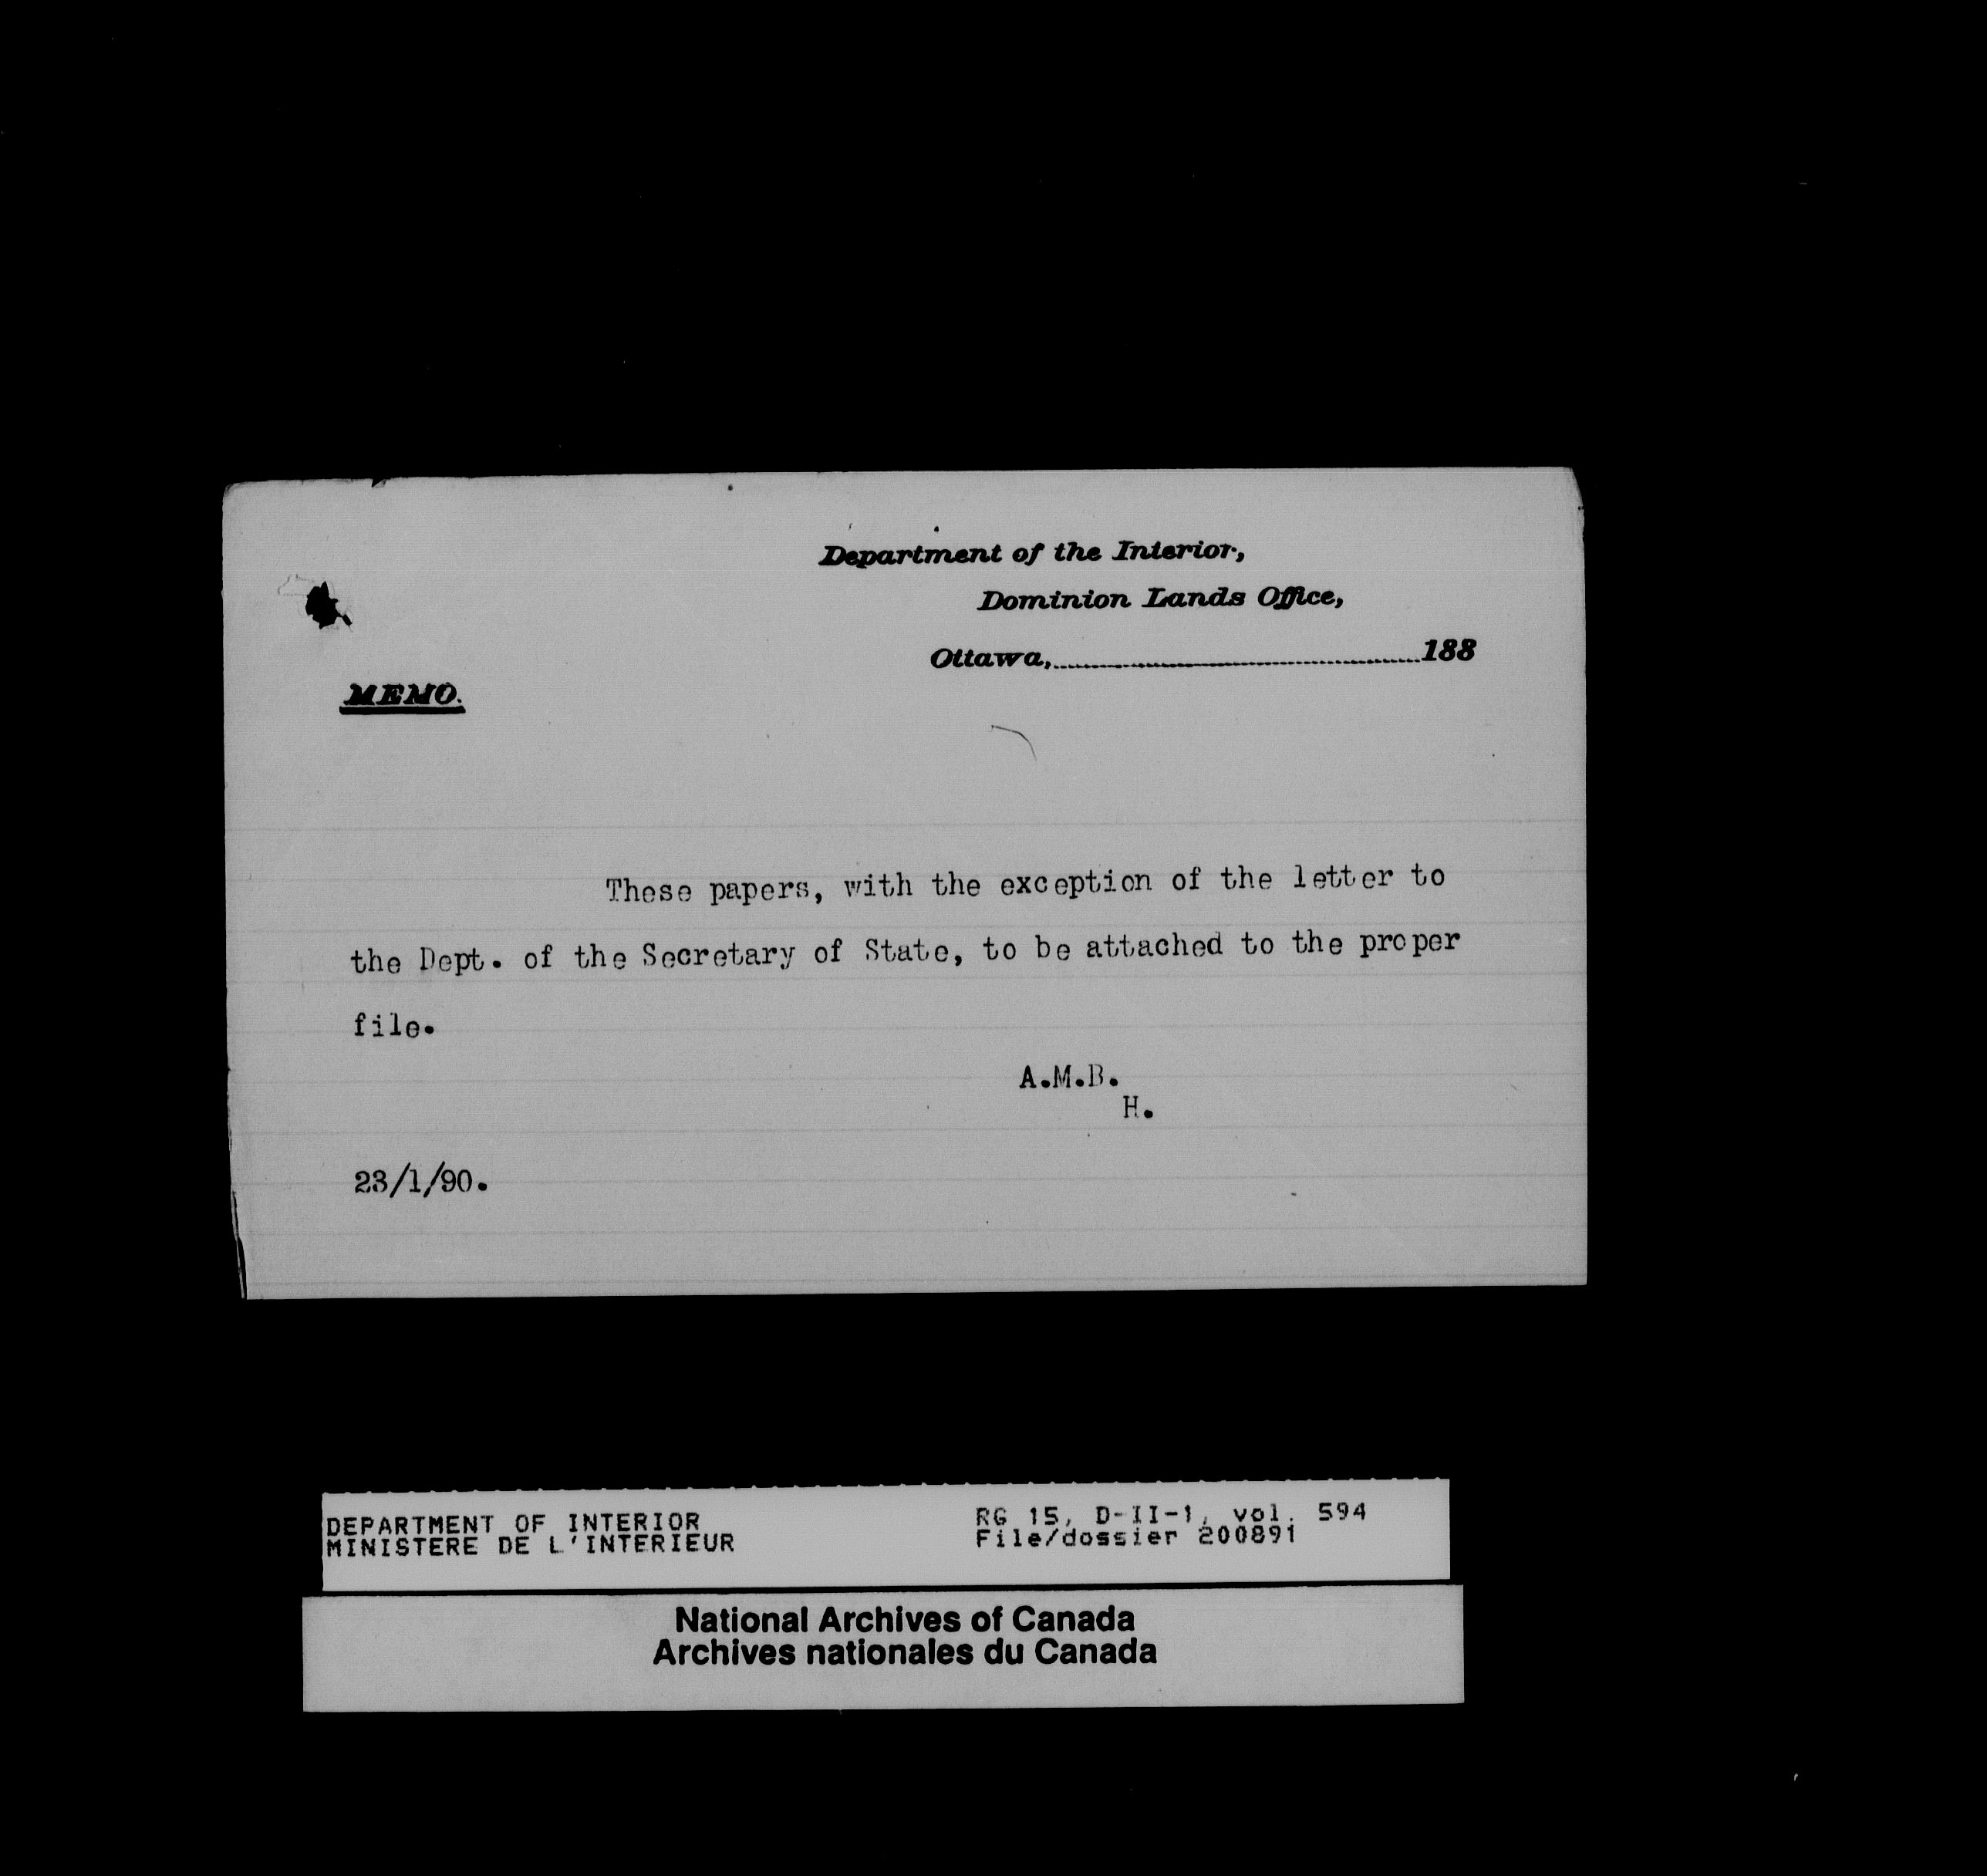 Department of the Interior,
Dominion Lands Office,
Ottawa,..........188
MEMO.
These papers, with the exception of the letter to
the Dept. of the Secretary of State, to be attached to the proper
file.
A.M.B.
H.
23/1/90.
DEPARTMENT OF INTERIOR
MINISTERE DE L'INTERIEUR
RG 15, D-II-1, vol. 594
File/dossier 200891
National Archives of Canada
Archives nationales du Canada